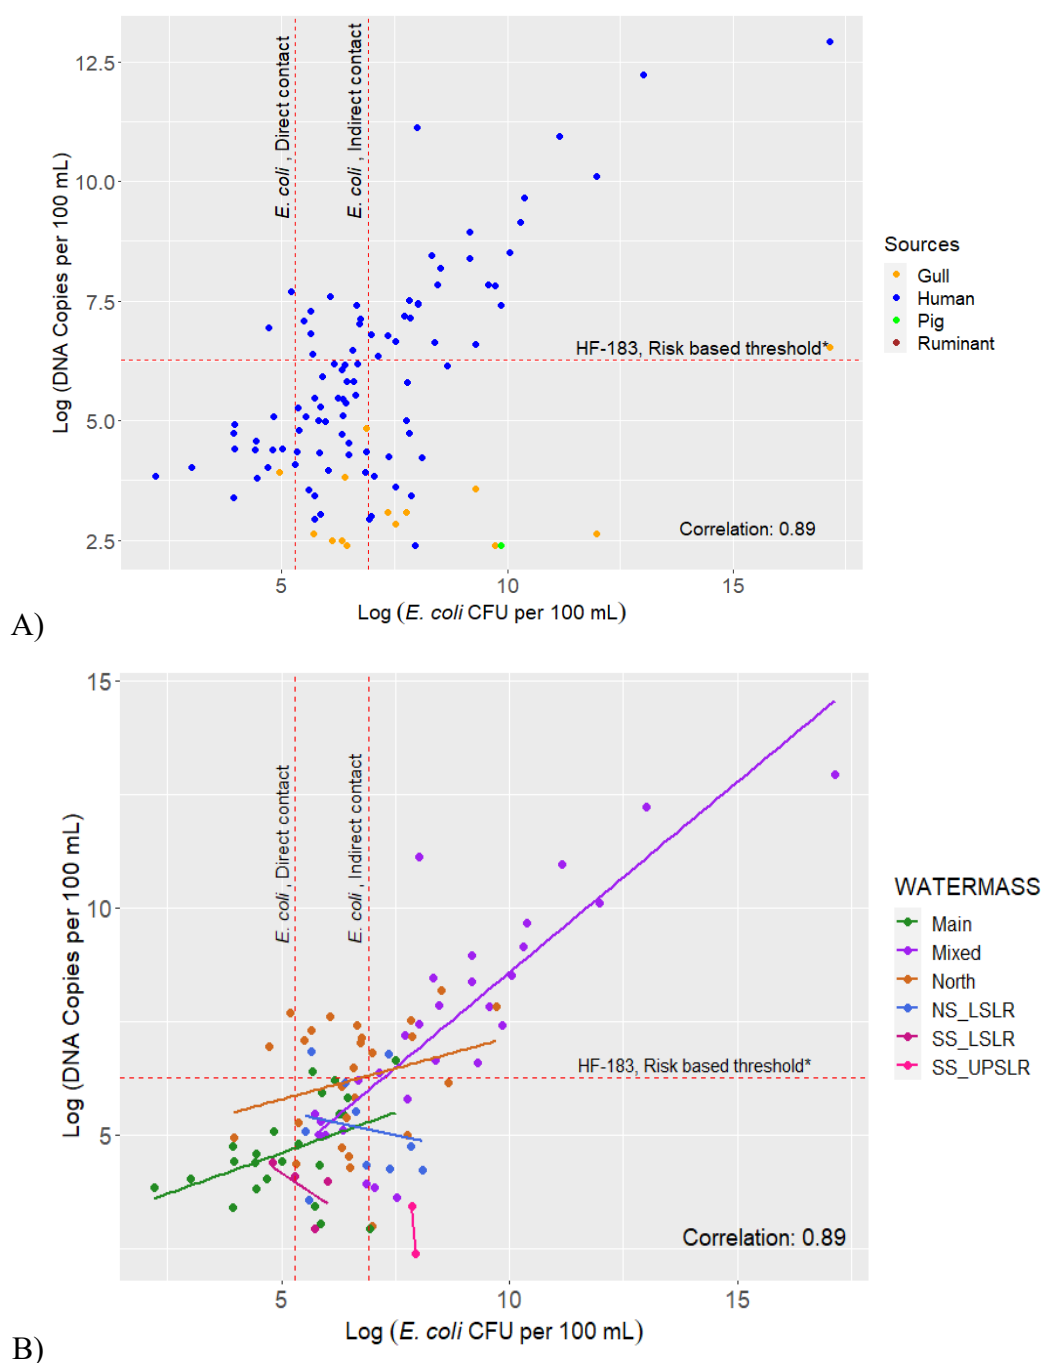 12.5
10.0
7.5
5.0
2.5
Log (DNA Copies per 100 mL)
E. coli , Direct contact
E. coli , Indirect contact
HF-183, Risk based threshold*
Correlation: 0.89
5
10
15
Log (E. coli CFU per 100 mL)
Sources
Gull
Human
Pig
Ruminant
A)
15
10
5
Log (DNA Copies per 100 mL)
E. coli , Direct contact
E. coli , Indirect contact
HF-183, Risk based threshold*
Correlation: 0.89
5
10
15
Log (E. coli CFU per 100 mL)
WATERMASS
Main
Mixed
North
NS_LSLR
SS_LSLR
SS_UPSLR
B)